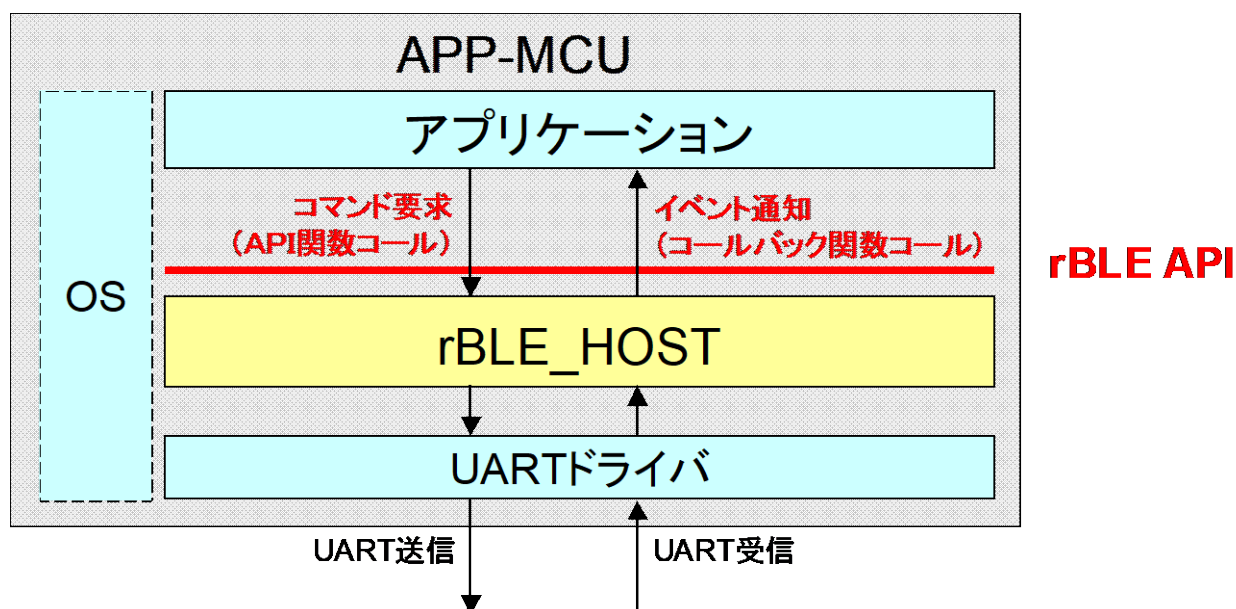 APP-MCU
アプリケーション
コマンド要求
（API関数コール）
イベント通知
（コールバック関数コール）
rBLE API
OS
rBLE_HOST
UARTドライバ
UART送信
UART受信